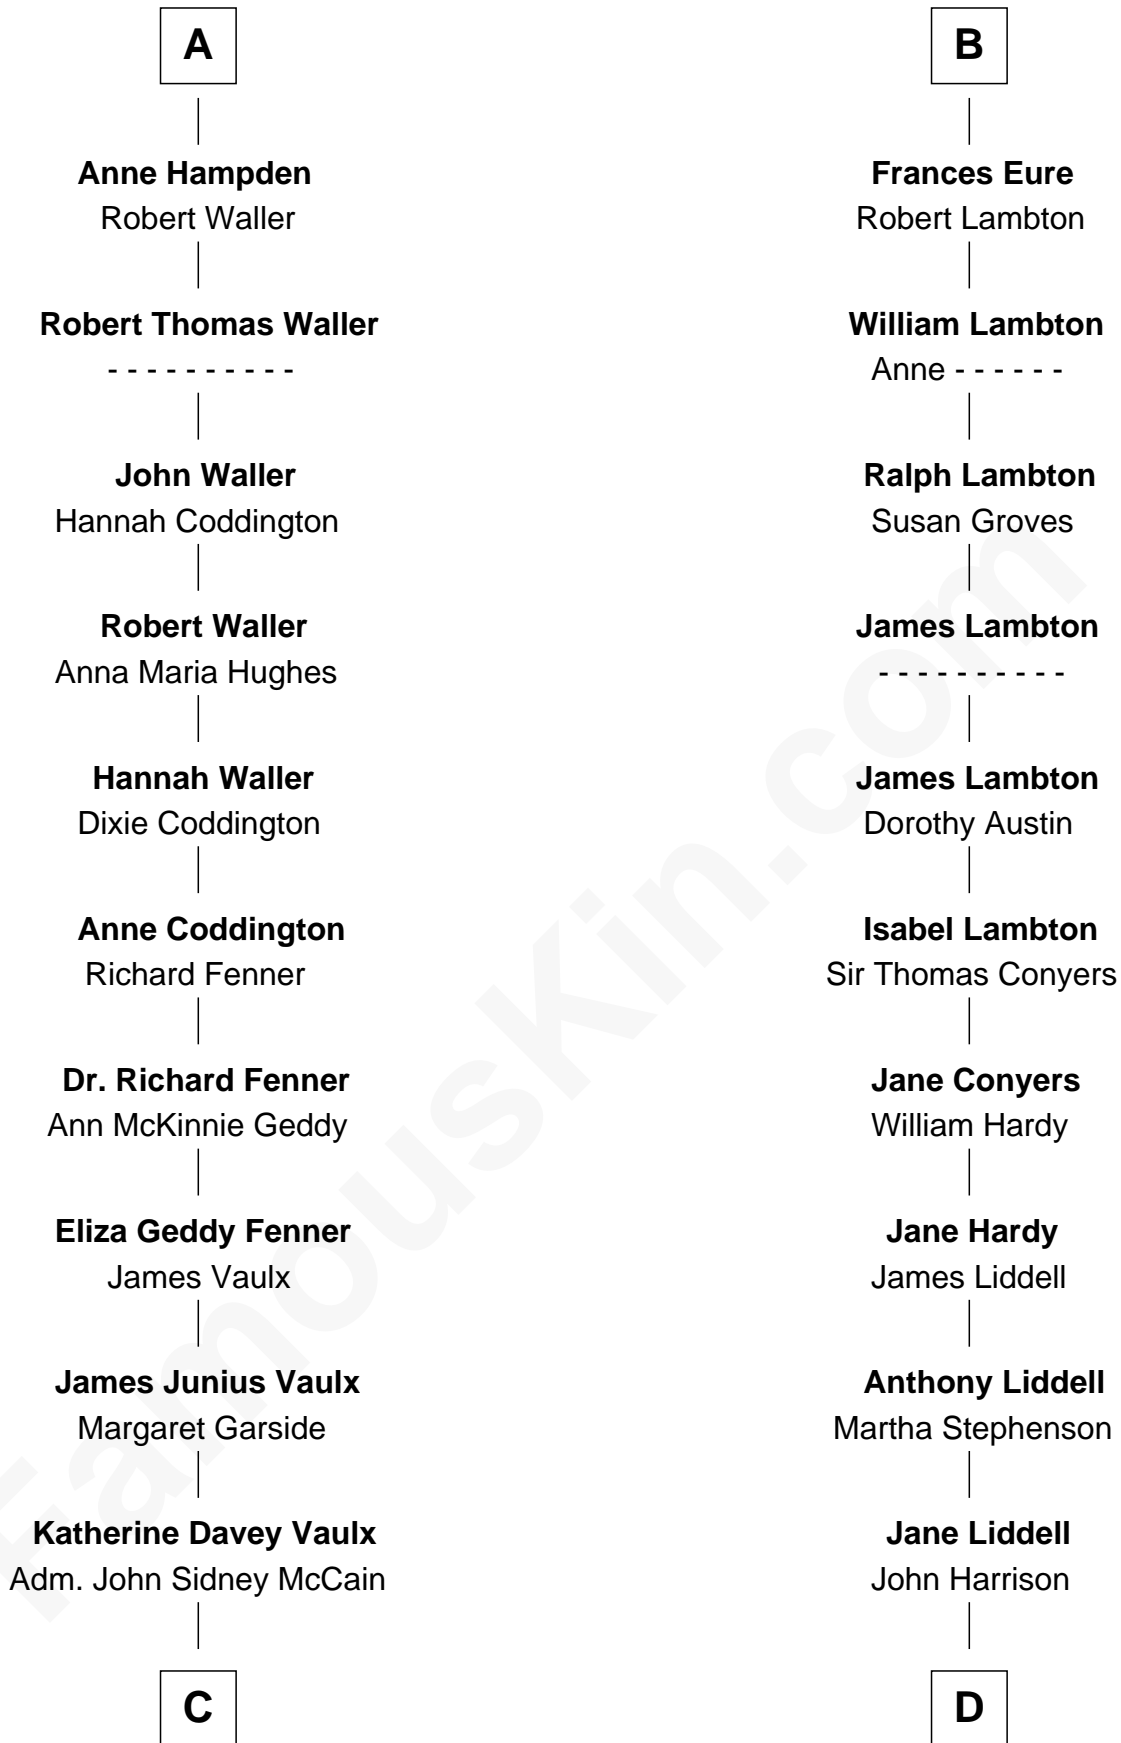 A
Anne Hampden
Robert Waller
Robert Thomas Waller
- - - - - - - - - -
John Waller
Hannah Coddington
Robert Waller
Anna Maria Hughes
Hannah Waller
Dixie Coddington
Anne Coddington
Richard Fenner
Dr. Richard Fenner
Ann McKinnie Geddy
Eliza Geddy Fenner
James Vaulx
James Junius Vaulx
Margaret Garside
Katherine Davey Vaulx
Adm. John Sidney McCain
C
B
Frances Eure
Robert Lambton
William Lambton
Anne - - - - - -
Ralph Lambton
Susan Groves
James Lambton
- - - - - - - - - -
James Lambton
Dorothy Austin
Isabel Lambton
Sir Thomas Conyers
Jane Conyers
William Hardy
Jane Hardy
James Liddell
Anthony Liddell
Martha Stephenson
Jane Liddell
John Harrison
D
FamousKin.com